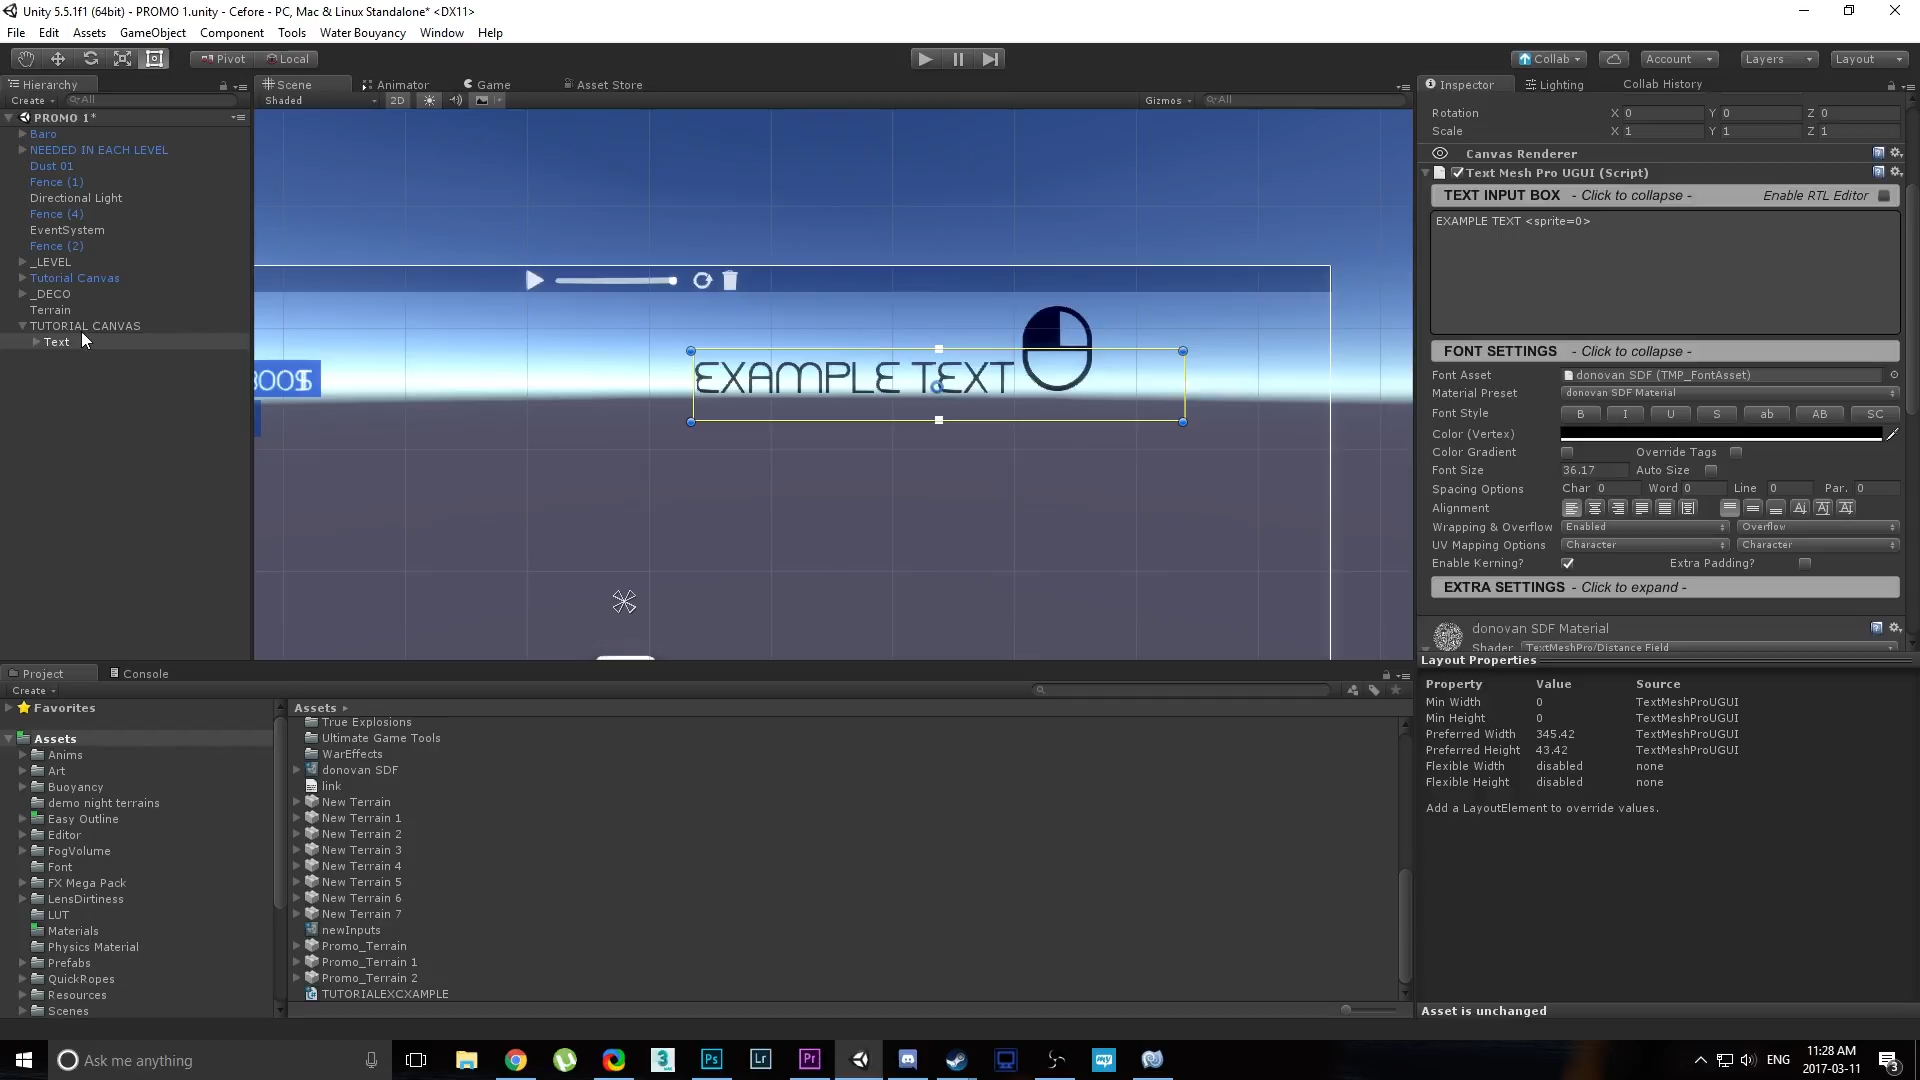 Unity 5.5.1f1 (64bit) - PROMO 1.unity - Cefore - PC, Mac & Linux Standalone* <DX11>
File Edit Assets GameObject Component Tools Water Bouyancy Window Help
Pivot Local Collab Account Layers Layout
Hierarchy Scene Animator Game Asset Store Inspector Lighting Collab History
Create All Shaded 2D Gizmos All
Rotation X 0 Y 0 Z 0
PROMO 1*
Scale X 1 Y 1 Z 1
Baro
NEEDED IN EACH LEVEL
Canvas Renderer
Dust 01
Text Mesh Pro UGUI (Script)
Fence (1)
TEXT INPUT BOX - Click to collapse - Enable RTL Editor
Directional Light
Fence (4)
EXAMPLE TEXT <sprite=0>
EventSystem
Fence (2)
_LEVEL
Tutorial Canvas
_DECO
Terrain
TUTORIAL CANVAS
Text
EXAMPLE TEXT
FONT SETTINGS - Click to collapse -
Font Asset donovan SDF (TMP_FontAsset)
Material Preset donovan SDF Material
Font Style B I U S ab AB SC
Color (Vertex)
Color Gradient Override Tags
Font Size 36.17 Auto Size
Spacing Options Char 0 Word 0 Line 0 Par. 0
Alignment
Wrapping & Overflow Enabled Overflow
UV Mapping Options Character Character
Enable Kerning? Extra Padding?
EXTRA SETTINGS - Click to expand -
donovan SDF Material
Shader TextMeshPro/Distance Field
Layout Properties
Property Value Source
Min Width 0 TextMeshProUGUI
Min Height 0 TextMeshProUGUI
Preferred Width 345.42 TextMeshProUGUI
Preferred Height 43.42 TextMeshProUGUI
Flexible Width disabled none
Flexible Height disabled none
Add a LayoutElement to override values.
Asset is unchanged
Project Console
Create
Favorites
Assets
Anims
Art
Buoyancy
demo night terrains
Easy Outline
Editor
FogVolume
Font
FX Mega Pack
LensDirtiness
LUT
Materials
Physics Material
Prefabs
QuickRopes
Resources
Scenes
Assets
True Explosions
Ultimate Game Tools
WarEffects
donovan SDF
link
New Terrain
New Terrain 1
New Terrain 2
New Terrain 3
New Terrain 4
New Terrain 5
New Terrain 6
New Terrain 7
newInputs
Promo_Terrain
Promo_Terrain 1
Promo_Terrain 2
TUTORIALEXCXAMPLE
Ask me anything
Ps Lr Pr my
ENG
11:28 AM
2017-03-11
3